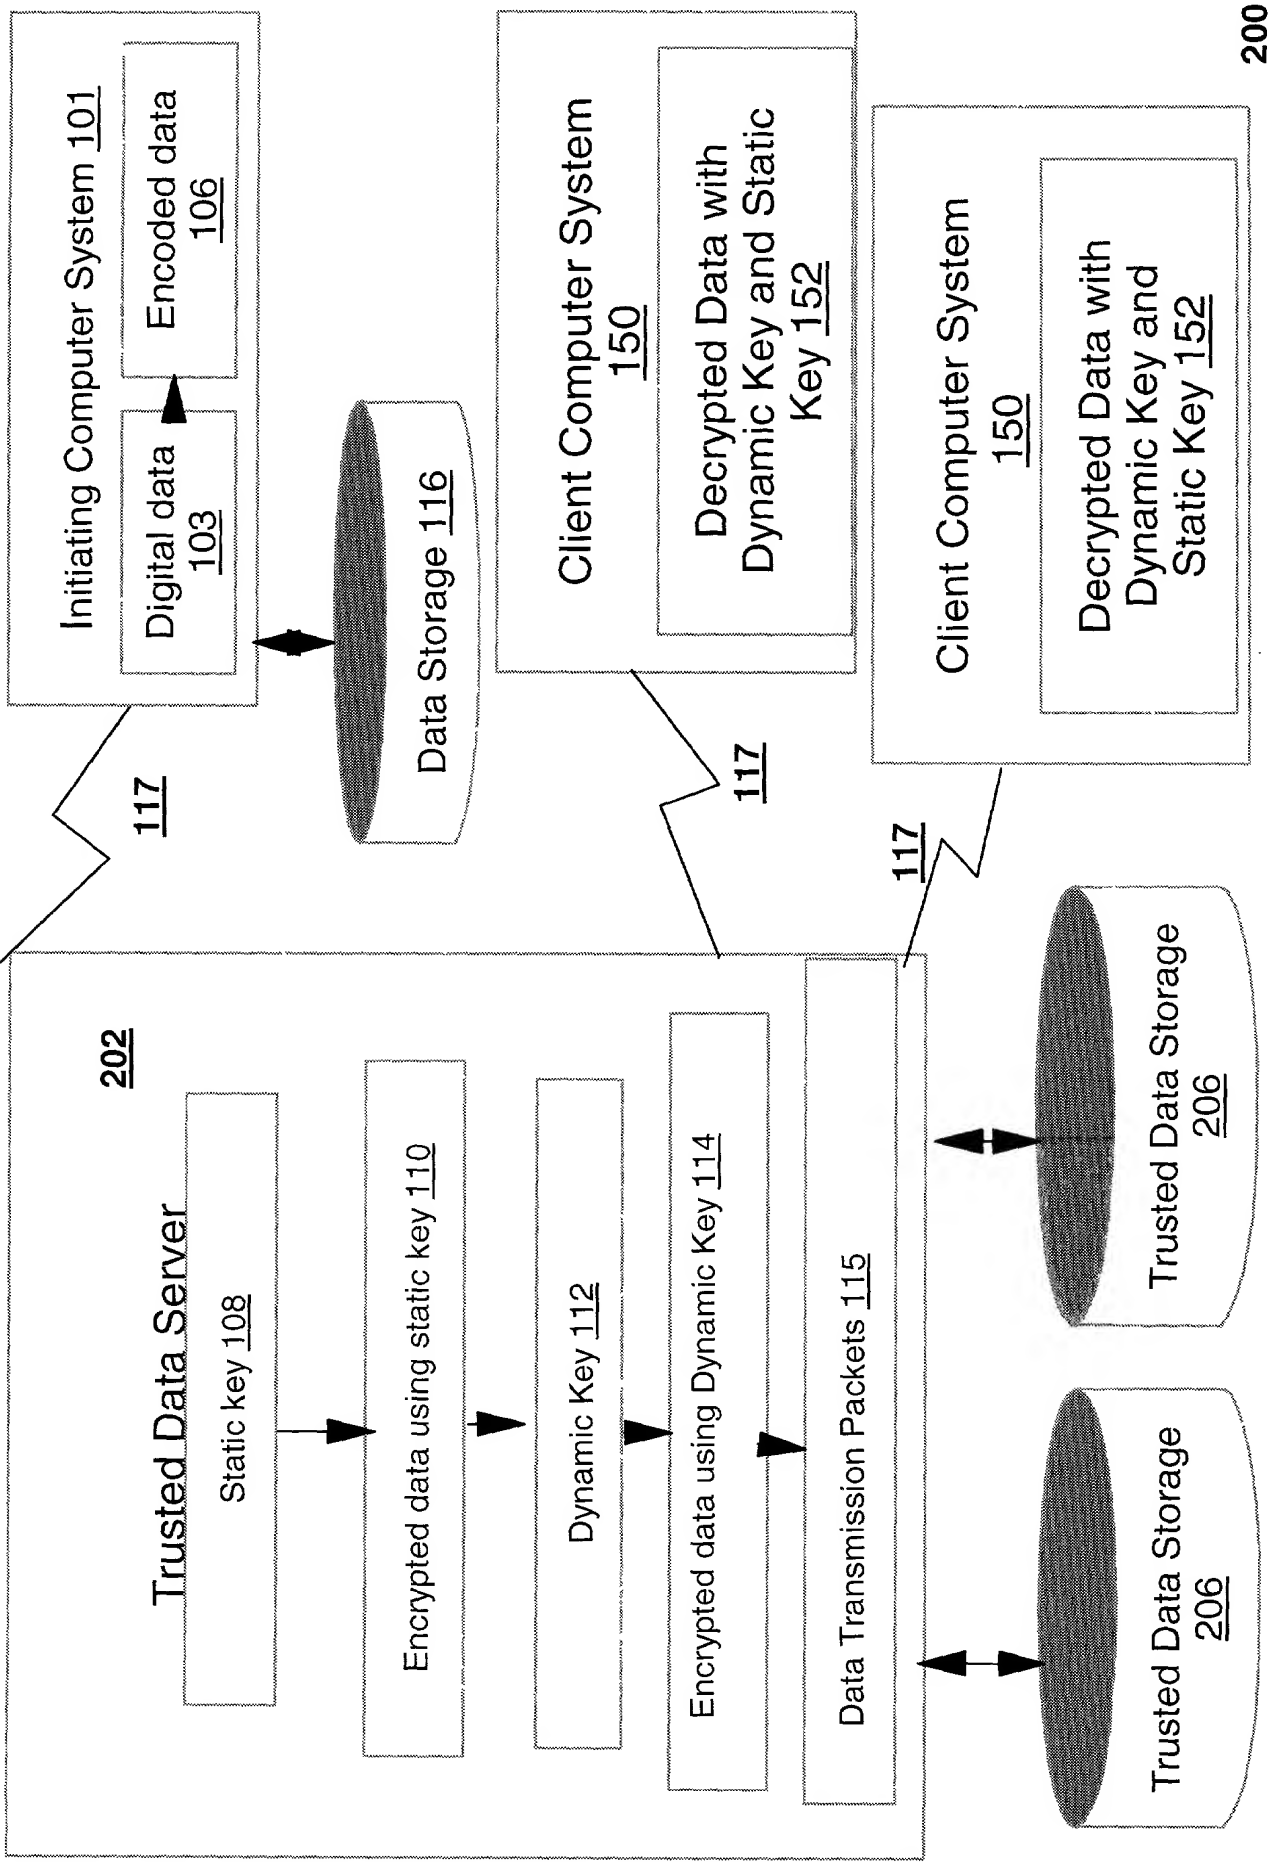 Trusted Data Server
202
Static key 108
Encrypted data using static key 110
Dynamic Key 112
Encrypted data using Dynamic Key 114
Data Transmission Packets 115
Trusted Data Storage
206
Trusted Data Storage
206
117
117
117
Initiating Computer System 101
Digital data
103
Encoded data
106
Data Storage 116
Client Computer System
150
Decrypted Data with
Dynamic Key and Static
Key 152
Client Computer System
150
Decrypted Data with
Dynamic Key and
Static Key 152
200